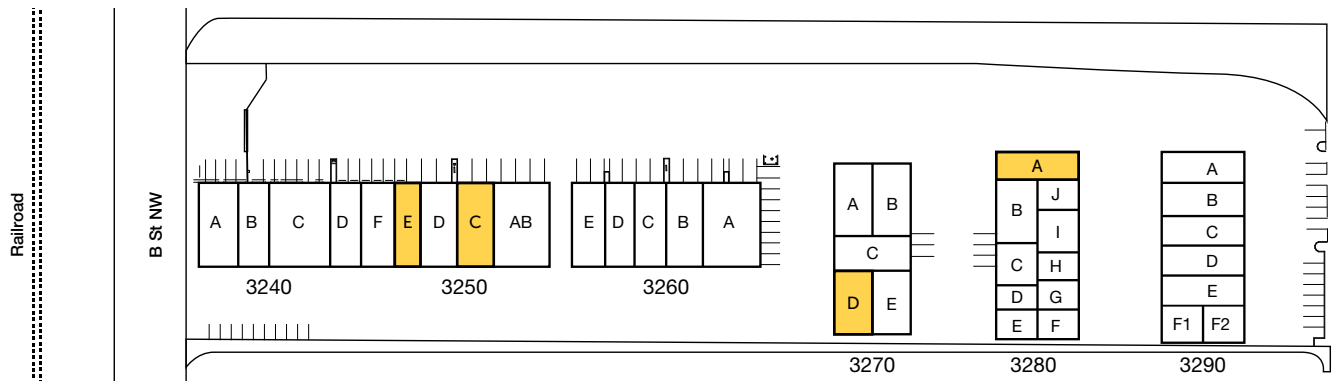 Railroad
B St NW
A B C D F E D C AB
3240 3250
E D C B A
3260
A B
C
D E
3270
A
B J
I
C H
D G
E F
3280
A
B
C
D
E
F1 F2
3290